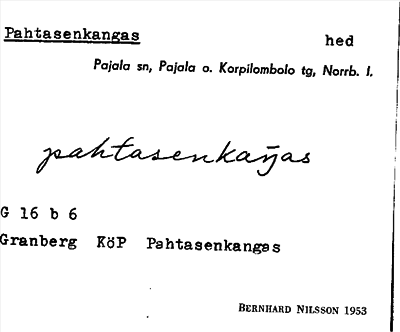 Pahtasenkangas hed
Pajala sn, Pajala o. Korpilombolo tg, Norrb. l.
pahtasenkaŋas
G 16 b 6
Granberg KöP Pahtasenkangas
BERNHARD NILSSON 1953